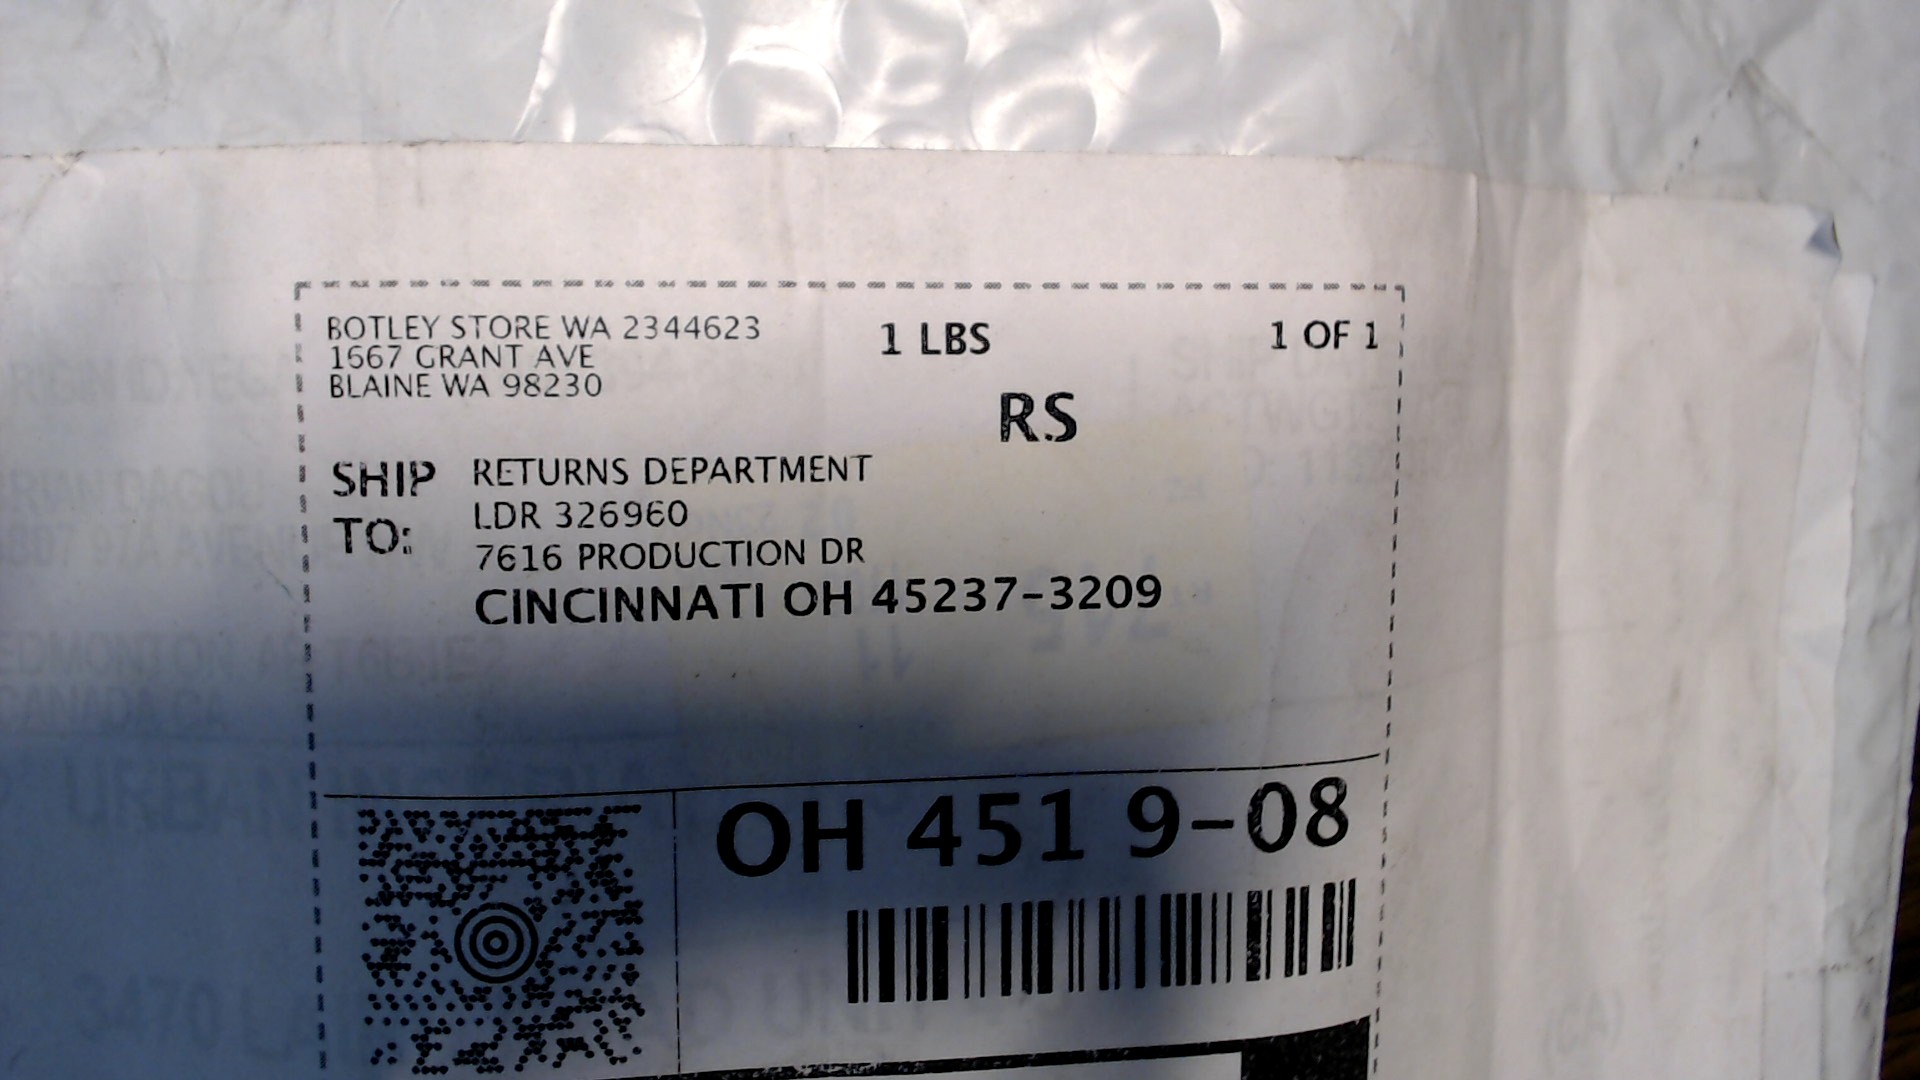 BOTLEY STORE WA 2344623
1667 GRANT AVE
BLAINE WA 98230
1 LBS
1 OF 1
RS
SHIP TO:
RETURNS DEPARTMENT
LDR 326960
7616 PRODUCTION DR
CINCINNATI OH 45237-3209
OH 451 9-08